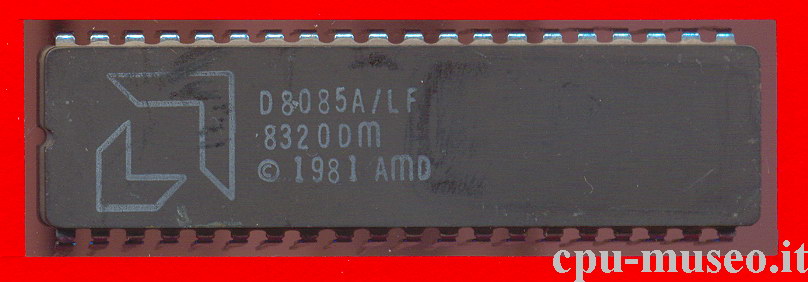 D8085A/LF
8320DM
© 1981 AMD
cpu-museo.it